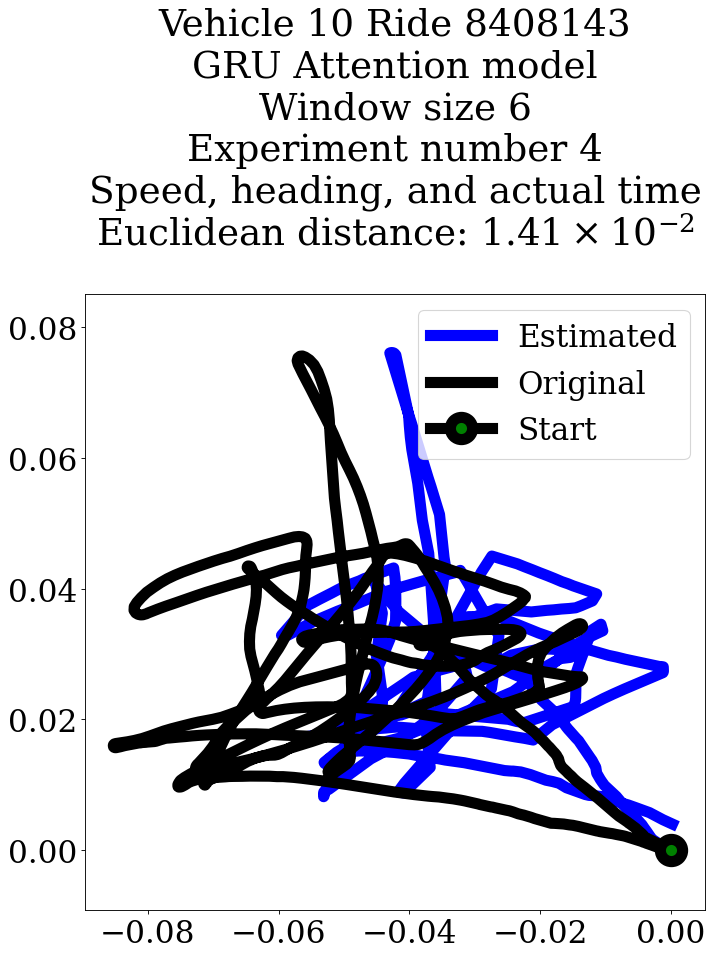 Vehicle 10 Ride 8408143
GRU Attention model
Window size 6
Experiment number 4
Speed, heading, and actual time
Euclidean distance: 1.41 × 10⁻²
Estimated
Original
Start
0.08
0.06
0.04
0.02
0.00
−0.08 −0.06 −0.04 −0.02 0.00